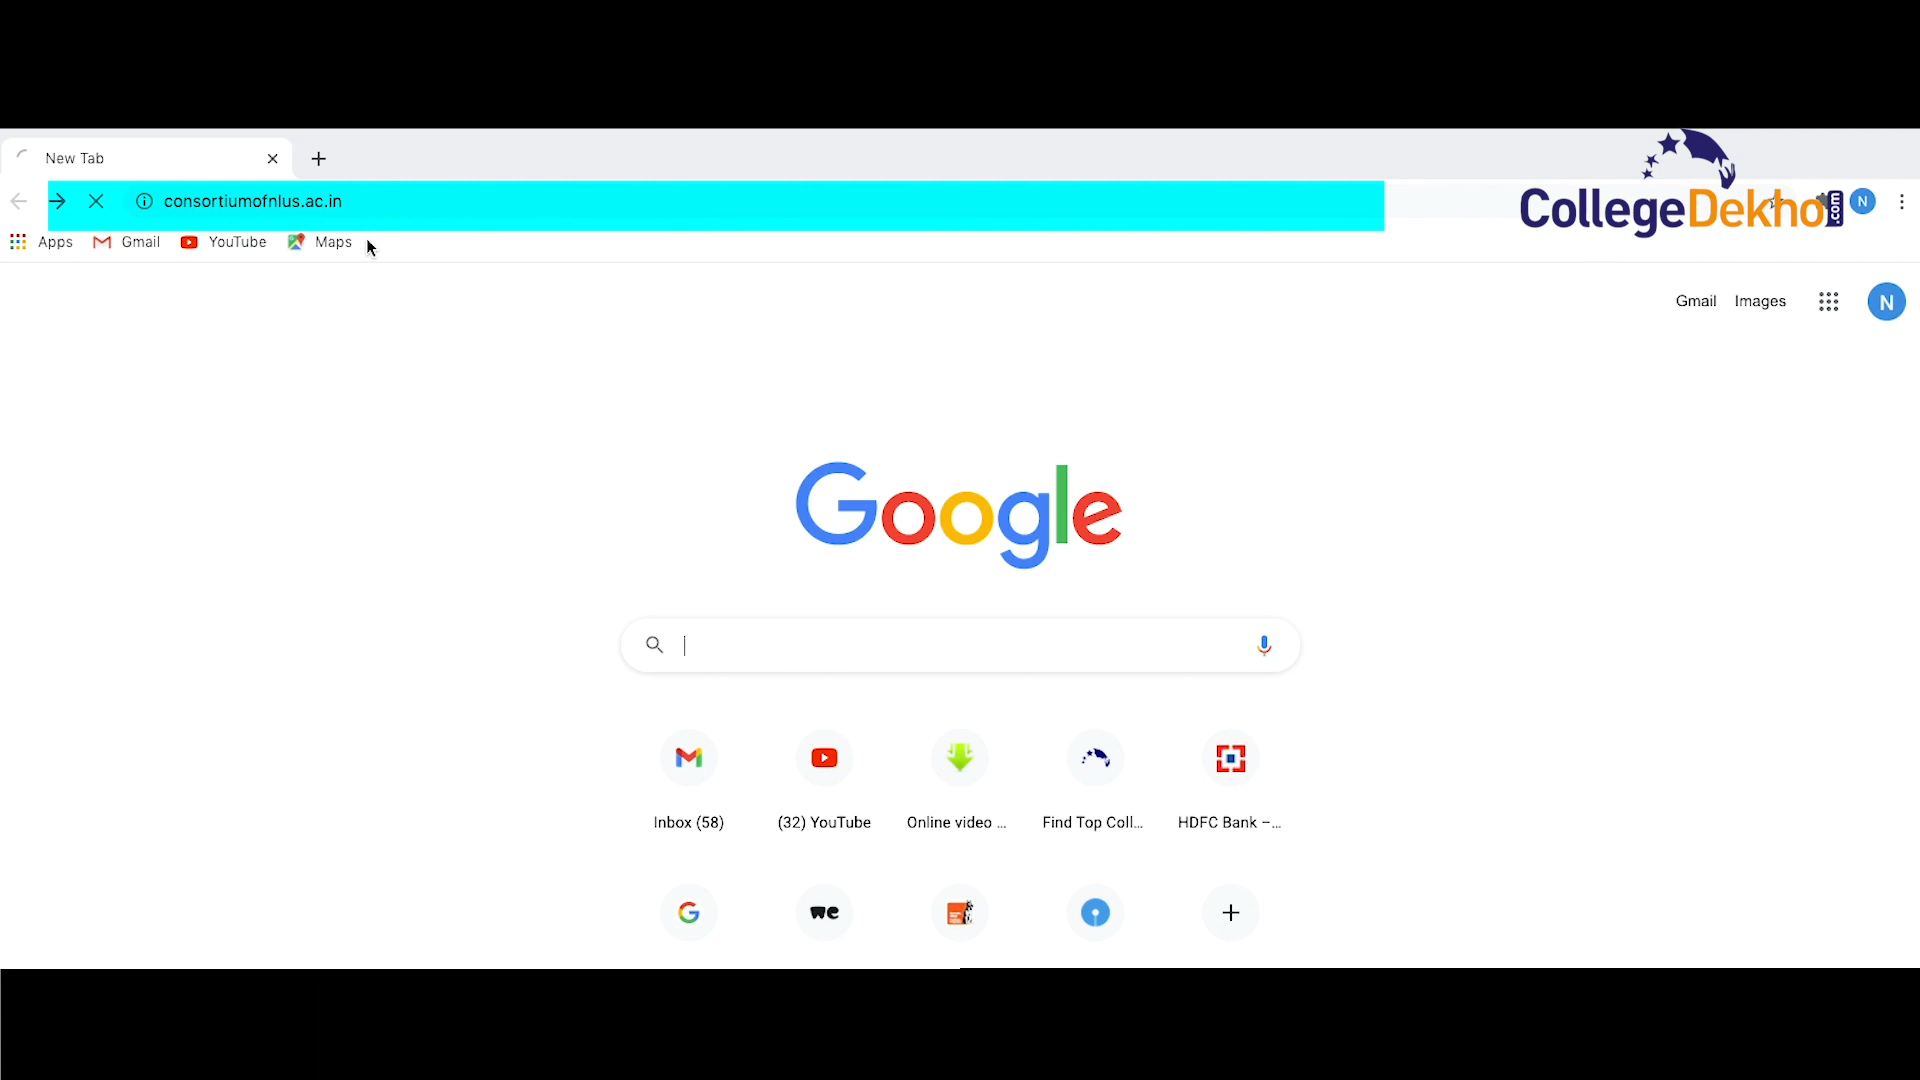 New Tab
consortiumofnlus.ac.in
CollegeDekho.com
N
Apps Gmail YouTube Maps
Gmail Images N
Google
Inbox (58) (32) YouTube Online video ... Find Top Coll... HDFC Bank –...
we